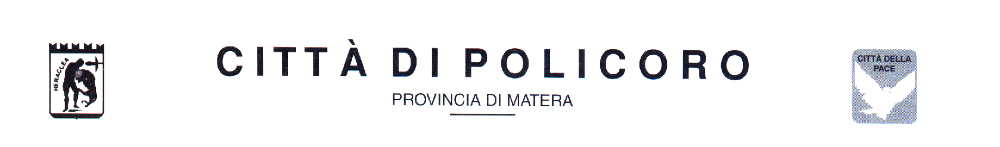 HERACLEA
CITTÀ DI POLICORO
PROVINCIA DI MATERA
CITTÀ DELLA
PACE